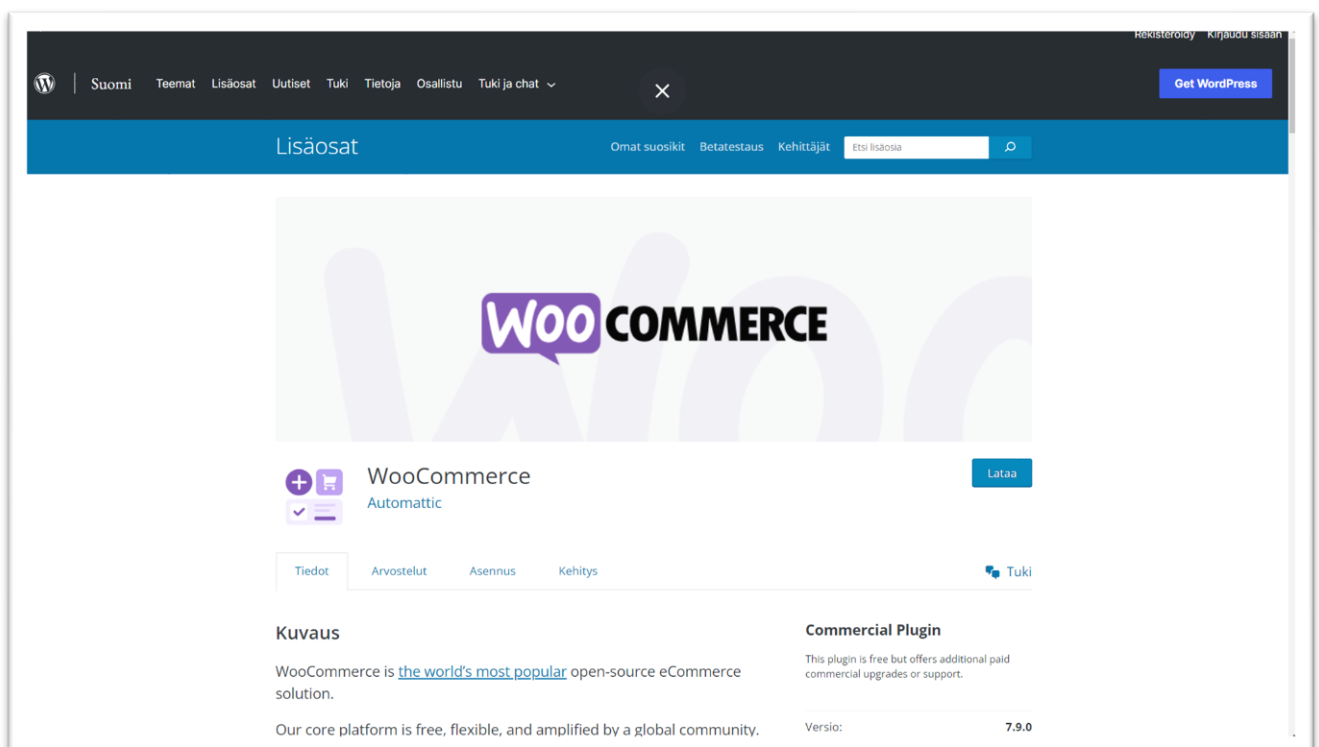 Rekisteröidy Kirjaudu sisään
Suomi Teemat Lisäosat Uutiset Tuki Tietoja Osallistu Tuki ja chat
Get WordPress
Lisäosat
Omat suosikit Betatestaus Kehittäjät Etsi lisäosia
Woo COMMERCE
WooCommerce
Lataa
Automattic
Tiedot Arvostelut Asennus Kehitys
Tuki
Kuvaus
WooCommerce is the world's most popular open-source eCommerce
solution.
Our core platform is free, flexible, and amplified by a global community.
Commercial Plugin
This plugin is free but offers additional paid
commercial upgrades or support.
Versio: 7.9.0